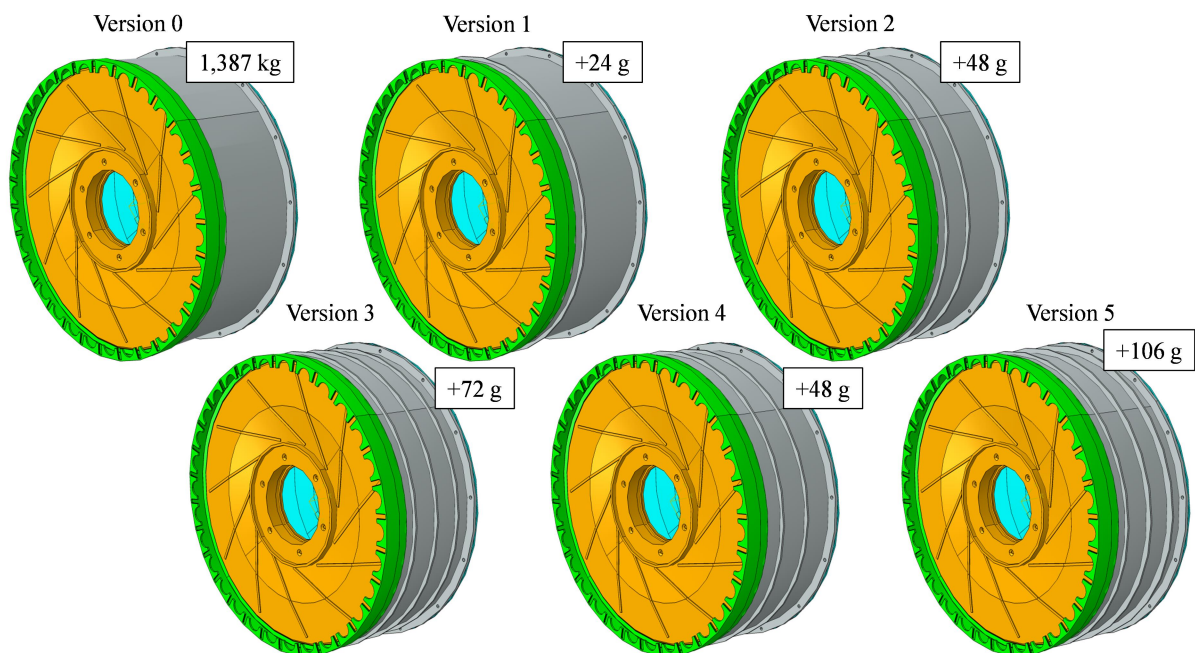 Version 0
1,387 kg
Version 1
+24 g
Version 2
+48 g
Version 3
+72 g
Version 4
+48 g
Version 5
+106 g